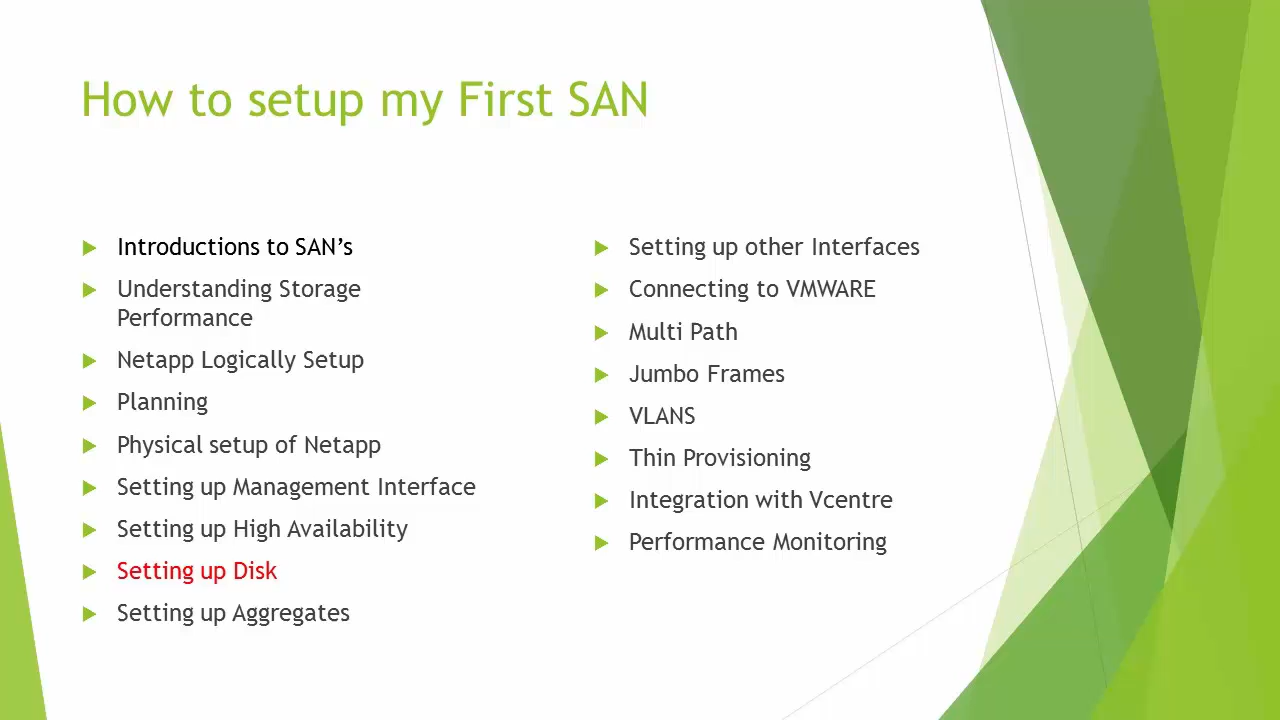 How to setup my First SAN
Introductions to SAN’s
Understanding Storage
Performance
Netapp Logically Setup
Planning
Physical setup of Netapp
Setting up Management Interface
Setting up High Availability
Setting up Disk
Setting up Aggregates
Setting up other Interfaces
Connecting to VMWARE
Multi Path
Jumbo Frames
VLANS
Thin Provisioning
Integration with Vcentre
Performance Monitoring